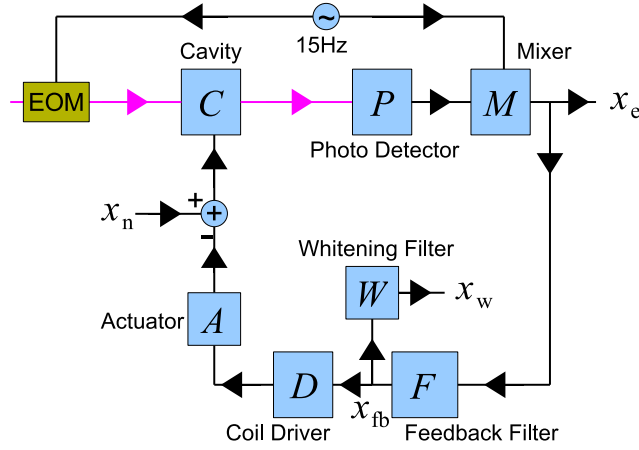 ~
15Hz
Cavity
Mixer
EOM
C
P
M
x_e
Photo Detector
+
x_n
+
−
Whitening Filter
W
x_w
Actuator
A
D
x_fb
F
Coil Driver
Feedback Filter